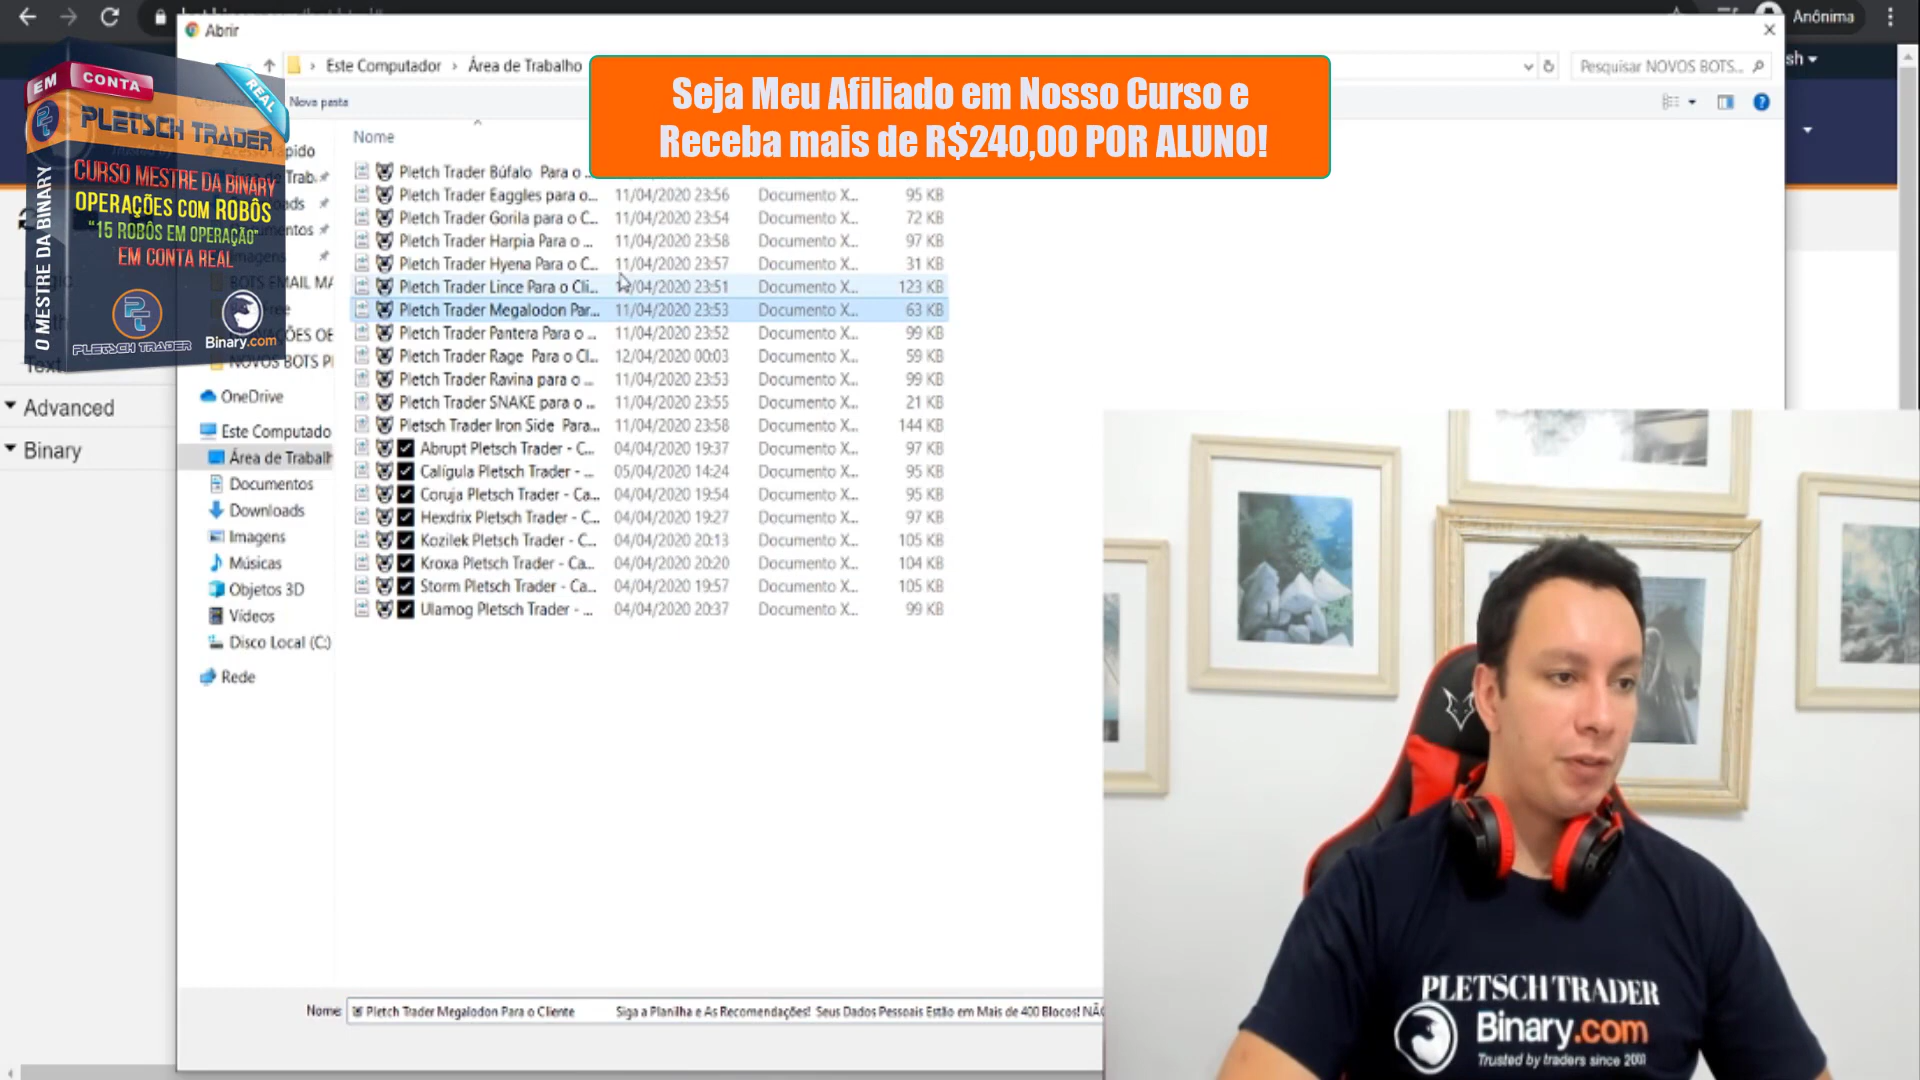 Anônima
Abrir
Este Computador › Área de Trabalho
Pesquisar NOVOS BOTS...
Nova pasta
Seja Meu Afiliado em Nosso Curso e
Receba mais de R$240,00 POR ALUNO!
EM CONTA REAL
PLETSCH TRADER
CURSO MESTRE DA BINARY
OPERAÇÕES COM ROBÔS
"15 ROBÔS EM OPERAÇÃO"
EM CONTA REAL
O MESTRE DA BINARY
PLETSCH TRADER
Binary.com
Text
Advanced
Binary
NOVOS BOTS P
OneDrive
Este Computado
Área de Trabalh
Documentos
Downloads
Imagens
Músicas
Objetos 3D
Vídeos
Disco Local (C:)
Rede
Nome
Pletch Trader Búfalo Para o ...
Pletch Trader Eaggles para o... 11/04/2020 23:56 Documento X... 95 KB
Pletch Trader Gorila para o C... 11/04/2020 23:54 Documento X... 72 KB
Pletch Trader Harpia Para o ... 11/04/2020 23:58 Documento X... 97 KB
Pletch Trader Hyena Para o C... 11/04/2020 23:57 Documento X... 31 KB
Pletch Trader Lince Para o Cli... 11/04/2020 23:51 Documento X... 123 KB
Pletch Trader Megalodon Par... 11/04/2020 23:53 Documento X... 63 KB
Pletch Trader Pantera Para o ... 11/04/2020 23:52 Documento X... 99 KB
Pletch Trader Rage Para o Cl... 12/04/2020 00:03 Documento X... 59 KB
Pletch Trader Ravina para o ... 11/04/2020 23:53 Documento X... 99 KB
Pletch Trader SNAKE para o ... 11/04/2020 23:55 Documento X... 21 KB
Pletsch Trader Iron Side Para... 11/04/2020 23:58 Documento X... 144 KB
Abrupt Pletsch Trader - C... 04/04/2020 19:37 Documento X... 97 KB
Calígula Pletsch Trader - ... 05/04/2020 14:24 Documento X... 95 KB
Coruja Pletsch Trader - Ca... 04/04/2020 19:54 Documento X... 95 KB
Hexdrix Pletsch Trader - C... 04/04/2020 19:27 Documento X... 97 KB
Kozilek Pletsch Trader - C... 04/04/2020 20:13 Documento X... 105 KB
Kroxa Pletsch Trader - Ca... 04/04/2020 20:20 Documento X... 104 KB
Storm Pletsch Trader - Ca... 04/04/2020 19:57 Documento X... 105 KB
Ulamog Pletsch Trader - ... 04/04/2020 20:37 Documento X... 99 KB
Nome: Pletch Trader Megalodon Para o Cliente Siga a Planilha e As Recomendações! Seus Dados Pessoais Estão em Mais de 400 Blocos! NÃO
PLETSCH TRADER
Binary.com
Trusted by traders since 2001